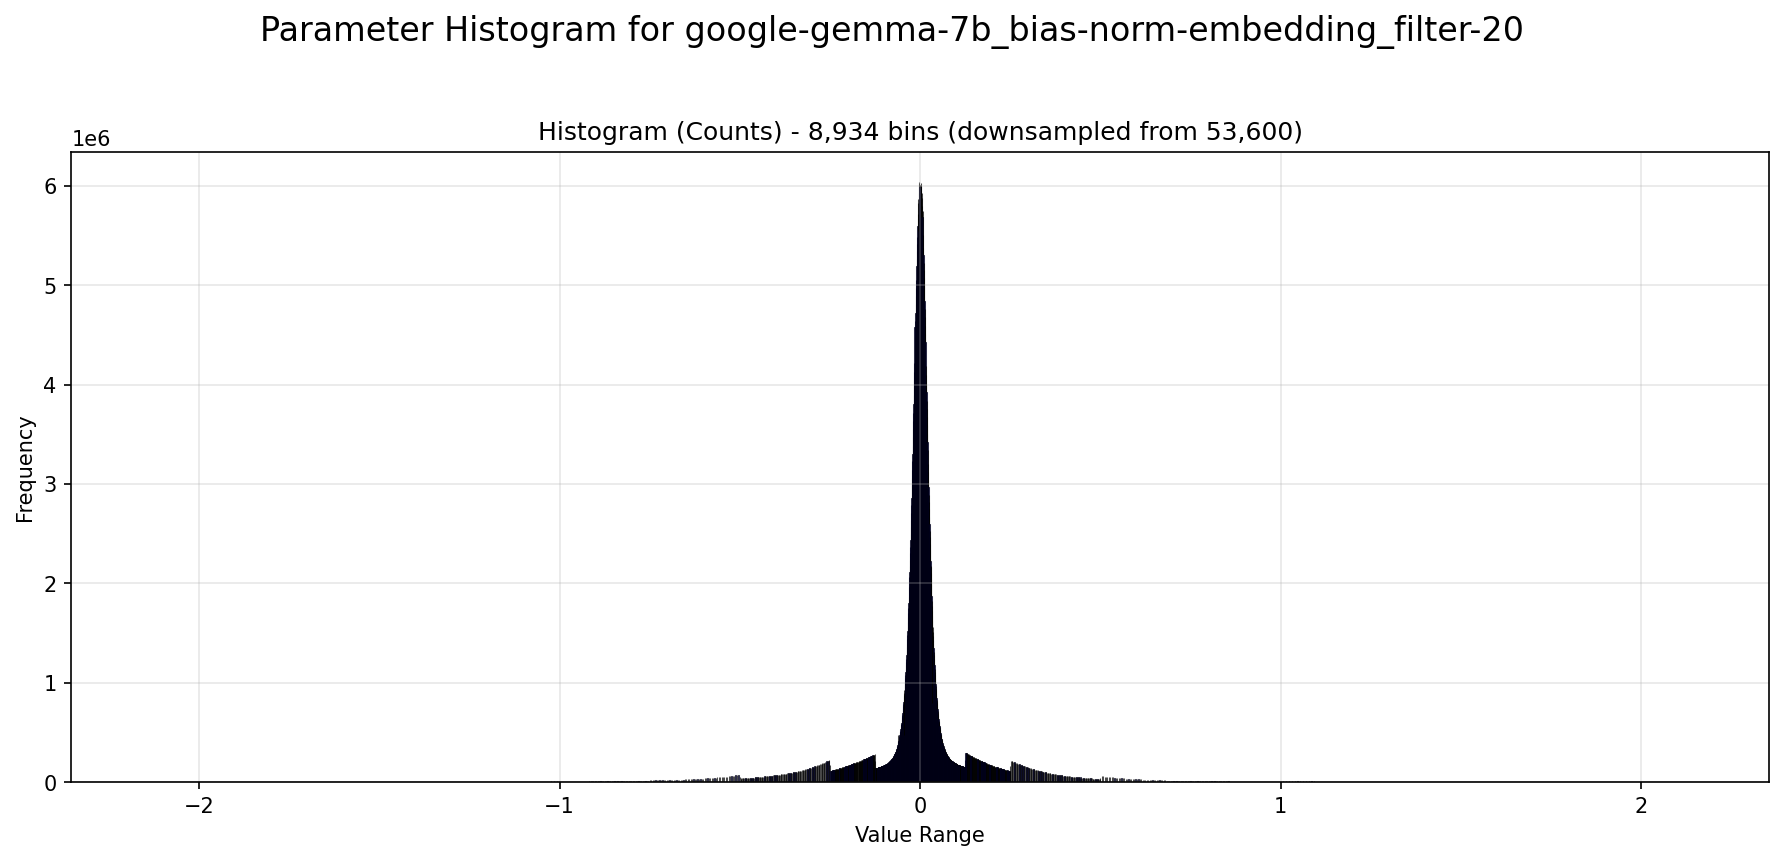 Parameter Histogram for google-gemma-7b_bias-norm-embedding_filter-20
Histogram (Counts) - 8,934 bins (downsampled from 53,600)
1e6
6
5
4
3
2
1
0
Frequency
−2
−1
0
1
2
Value Range